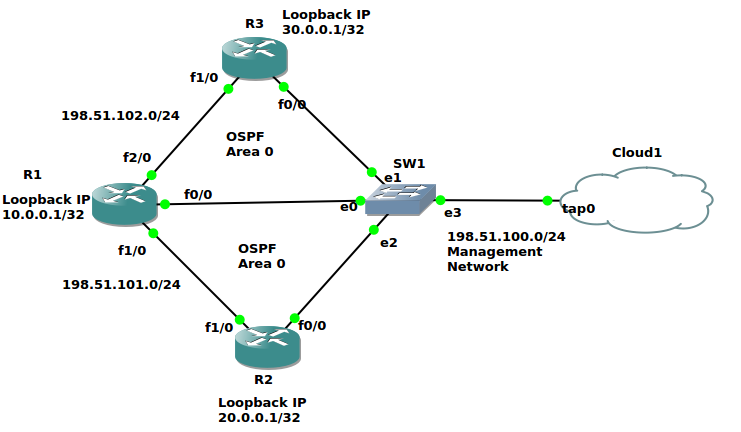 R3
Loopback IP
30.0.0.1/32
f1/0
f0/0
198.51.102.0/24
OSPF
Area 0
f2/0
R1
Loopback IP
10.0.0.1/32
f0/0
f1/0
e1
SW1
e0
e3
e2
Cloud1
tap0
198.51.100.0/24
Management
Network
OSPF
Area 0
198.51.101.0/24
f1/0
f0/0
R2
Loopback IP
20.0.0.1/32